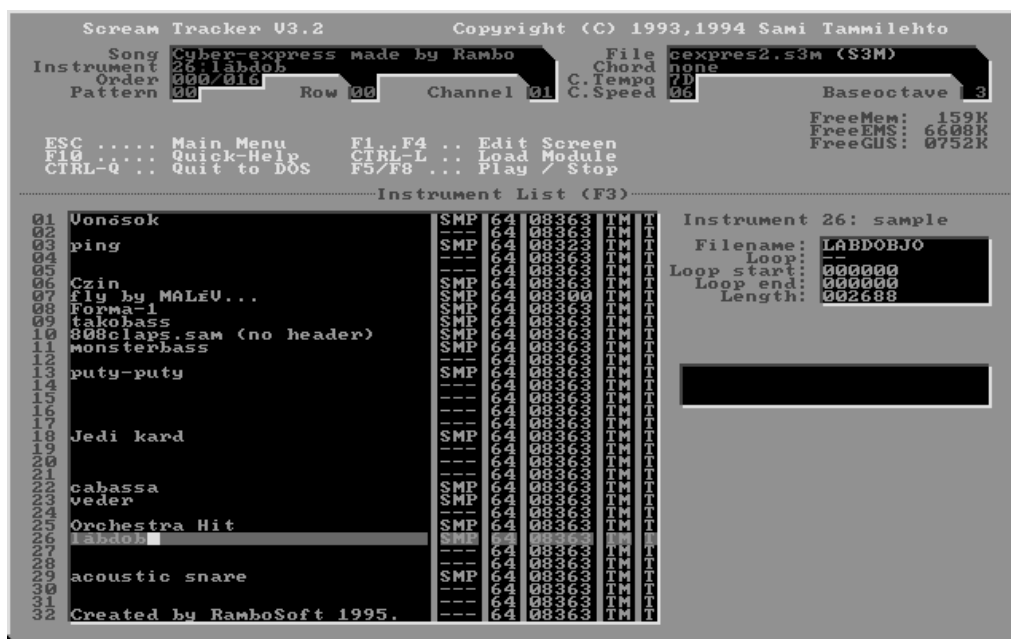 Scream Tracker V3.2 Copyright (C) 1993,1994 Sami Tammilehto
Song Cyber-express made by Rambo File cexpres2.s3m (S3M)
Instrument 26:lábdob Chord none
Order 000/016 C.Tempo 7D
Pattern 00 Row 00 Channel 01 C.Speed 06 Baseoctave 3
FreeMem: 159K
FreeEMS: 6608K
FreeGUS: 0752K
ESC ..... Main Menu F1..F4 .. Edit Screen
F10 ..... Quick-Help CTRL-L .. Load Module
CTRL-Q .. Quit to DOS F5/F8 ... Play / Stop
Instrument List (F3)
01 Vonósok SMP 64 08363 TM T
02 --- 64 08363 TM T
03 ping SMP 64 08323 TM T
04 --- 64 08363 TM T
05 --- 64 08363 TM T
06 Czin SMP 64 08363 TM T
07 fly by MALÉV... SMP 64 08300 TM T
08 Forma-1 SMP 64 08363 TM T
09 takobass SMP 64 08363 TM T
10 808claps.sam (no header) SMP 64 08363 TM T
11 monsterbass SMP 64 08363 TM T
12 --- 64 08363 TM T
13 puty-puty SMP 64 08363 TM T
14 --- 64 08363 TM T
15 --- 64 08363 TM T
16 --- 64 08363 TM T
17 --- 64 08363 TM T
18 Jedi kard SMP 64 08363 TM T
19 --- 64 08363 TM T
20 --- 64 08363 TM T
21 --- 64 08363 TM T
22 cabassa SMP 64 08363 TM T
23 veder SMP 64 08363 TM T
24 --- 64 08363 TM T
25 Orchestra Hit SMP 64 08363 TM T
26 lábdob SMP 64 08363 TM T
27 --- 64 08363 TM T
28 --- 64 08363 TM T
29 acoustic snare SMP 64 08363 TM T
30 --- 64 08363 TM T
31 --- 64 08363 TM T
32 Created by RamboSoft 1995. --- 64 08363 TM T
Instrument 26: sample
Filename: LABDOBJO
Loop: --
Loop start: 000000
Loop end: 000000
Length: 002688